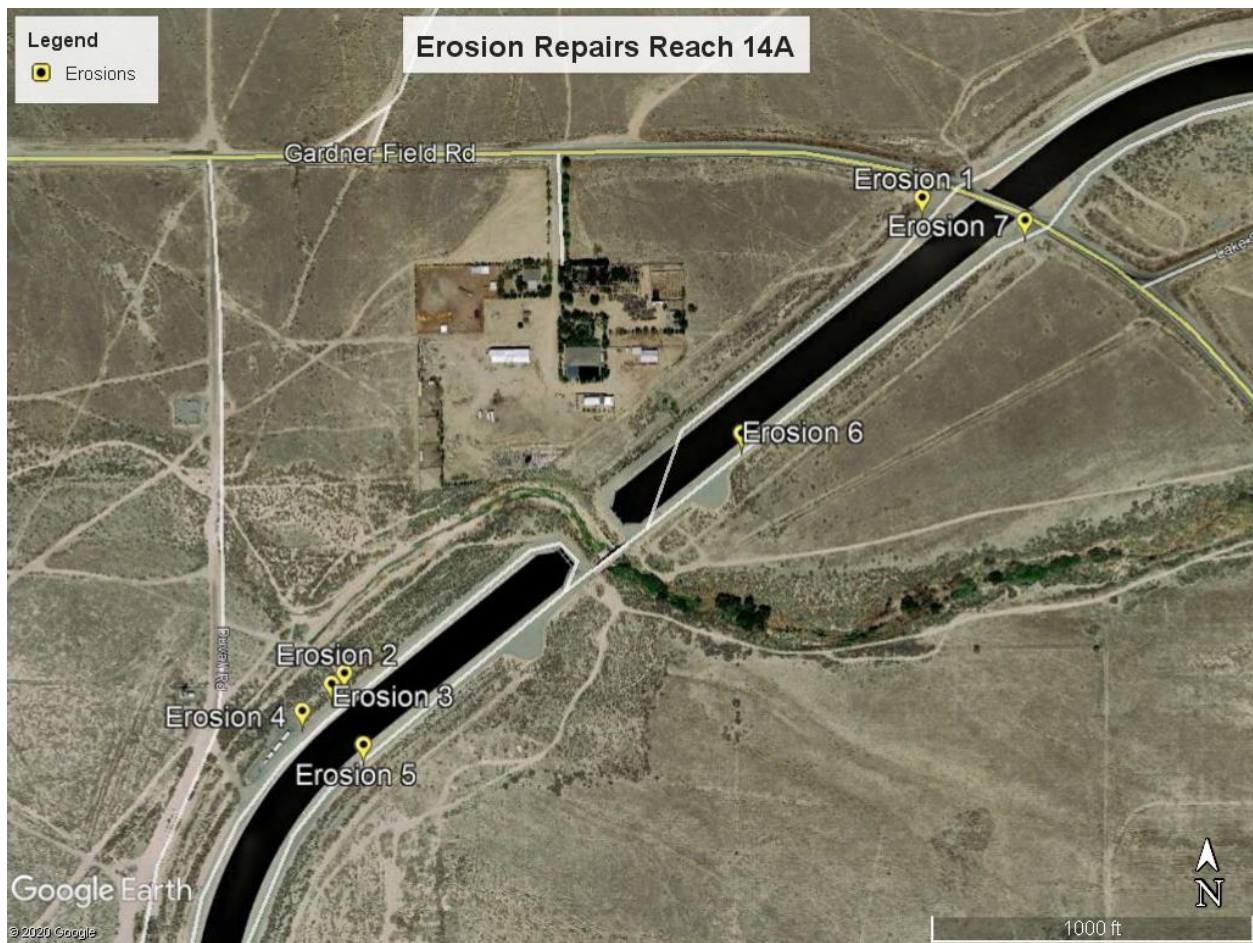 Legend
Erosions
Erosion Repairs Reach 14A
Gardner Field Rd
Erosion 1
Erosion 7
Erosion 6
Erosion 2
Erosion 3
Erosion 4
Erosion 5
Google Earth
N
© 2020 Google
1000 ft